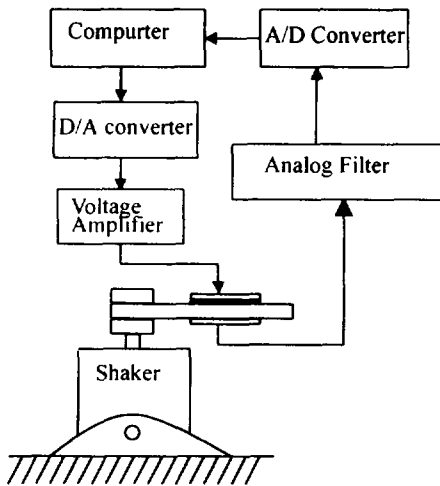 Compurter
A/D Converter
D/A converter
Analog Filter
Voltage
Amplifier
Shaker